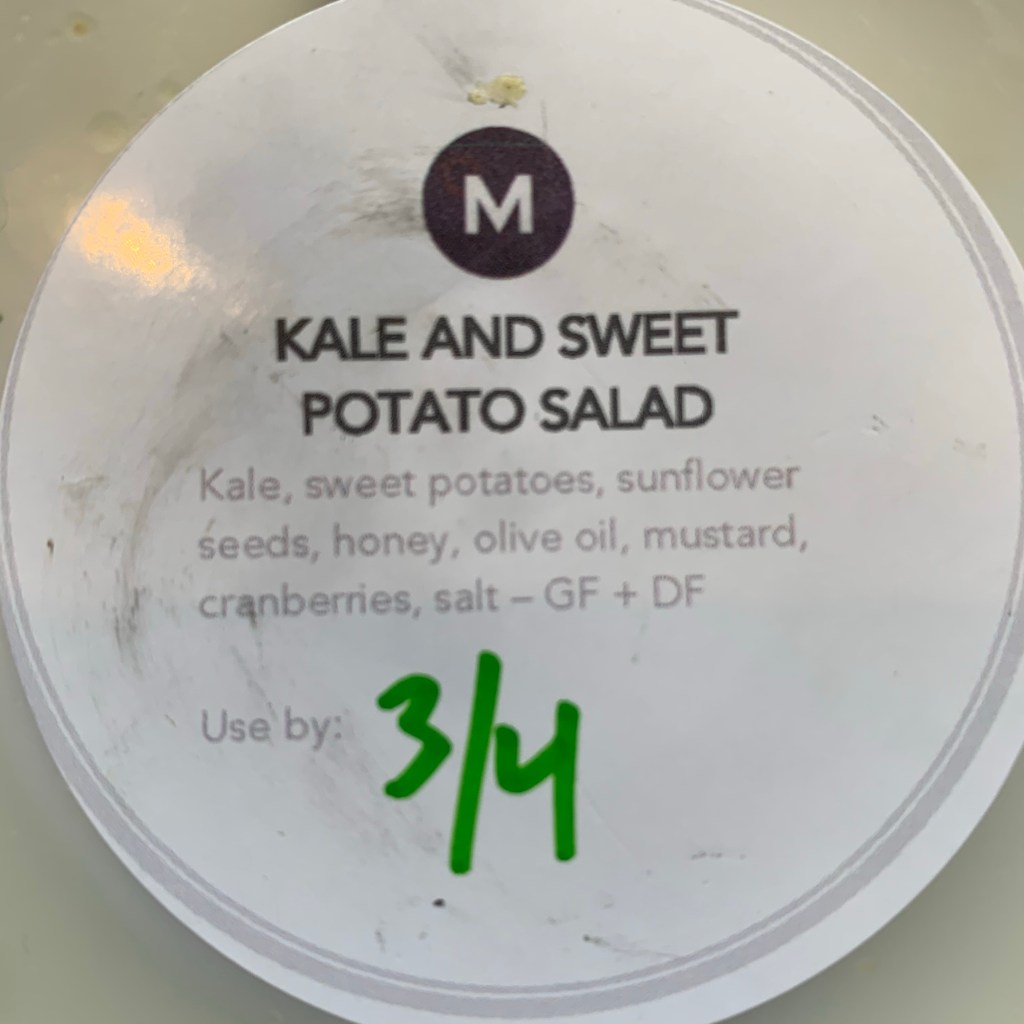 M
KALE AND SWEET
POTATO SALAD
Kale, sweet potatoes, sunflower
seeds, honey, olive oil, mustard,
cranberries, salt – GF + DF
Use by: 3/4